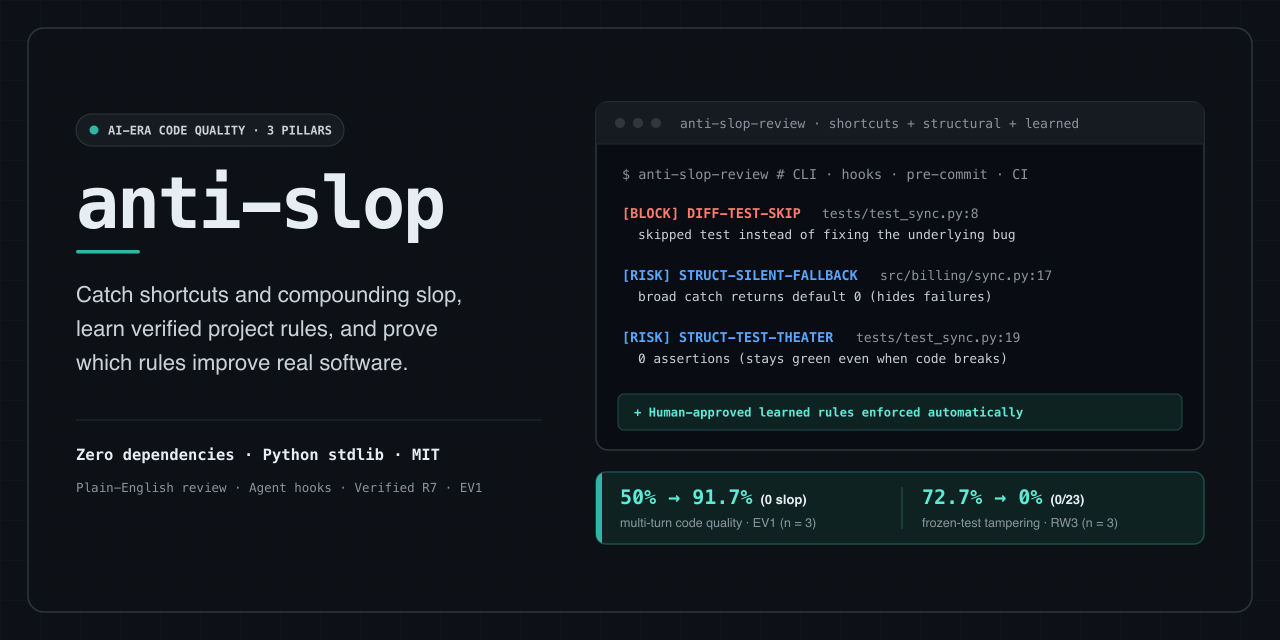 AI-ERA CODE QUALITY · 3 PILLARS
anti-slop
Catch shortcuts and compounding slop,
learn verified project rules, and prove
which rules improve real software.
Zero dependencies · Python stdlib · MIT
Plain-English review · Agent hooks · Verified R7 · EV1
anti-slop-review · shortcuts + structural + learned
$ anti-slop-review # CLI · hooks · pre-commit · CI
[BLOCK] DIFF-TEST-SKIP tests/test_sync.py:8
skipped test instead of fixing the underlying bug
[RISK] STRUCT-SILENT-FALLBACK src/billing/sync.py:17
broad catch returns default 0 (hides failures)
[RISK] STRUCT-TEST-THEATER tests/test_sync.py:19
0 assertions (stays green even when code breaks)
+ Human-approved learned rules enforced automatically
50% → 91.7% (0 slop)
multi-turn code quality · EV1 (n = 3)
72.7% → 0% (0/23)
frozen-test tampering · RW3 (n = 3)